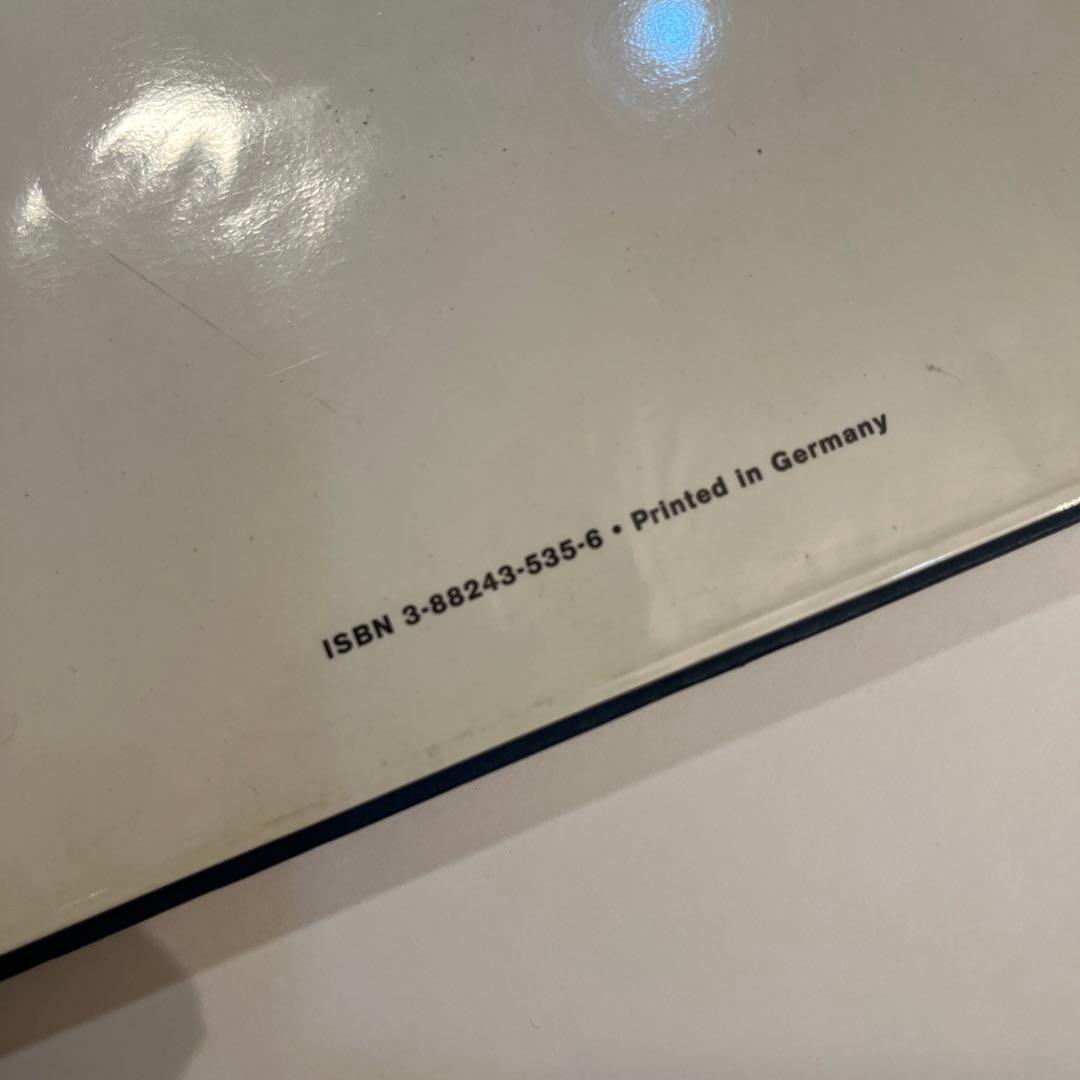 ISBN 3-88243-535-6 • Printed in Germany